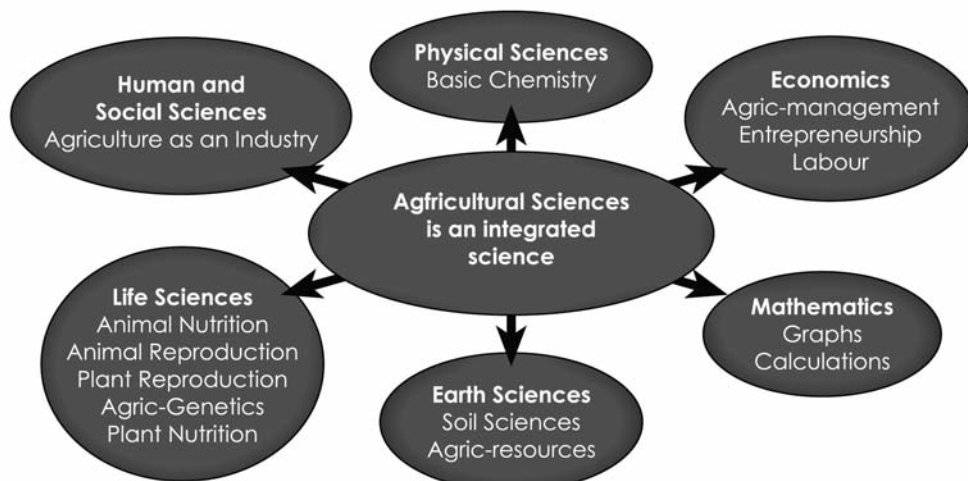 Physical Sciences
Basic Chemistry
Human and
Social Sciences
Agriculture as an Industry
Economics
Agric-management
Entrepreneurship
Labour
Agfricultural Sciences
is an integrated
science
Life Sciences
Animal Nutrition
Animal Reproduction
Plant Reproduction
Agric-Genetics
Plant Nutrition
Mathematics
Graphs
Calculations
Earth Sciences
Soil Sciences
Agric-resources